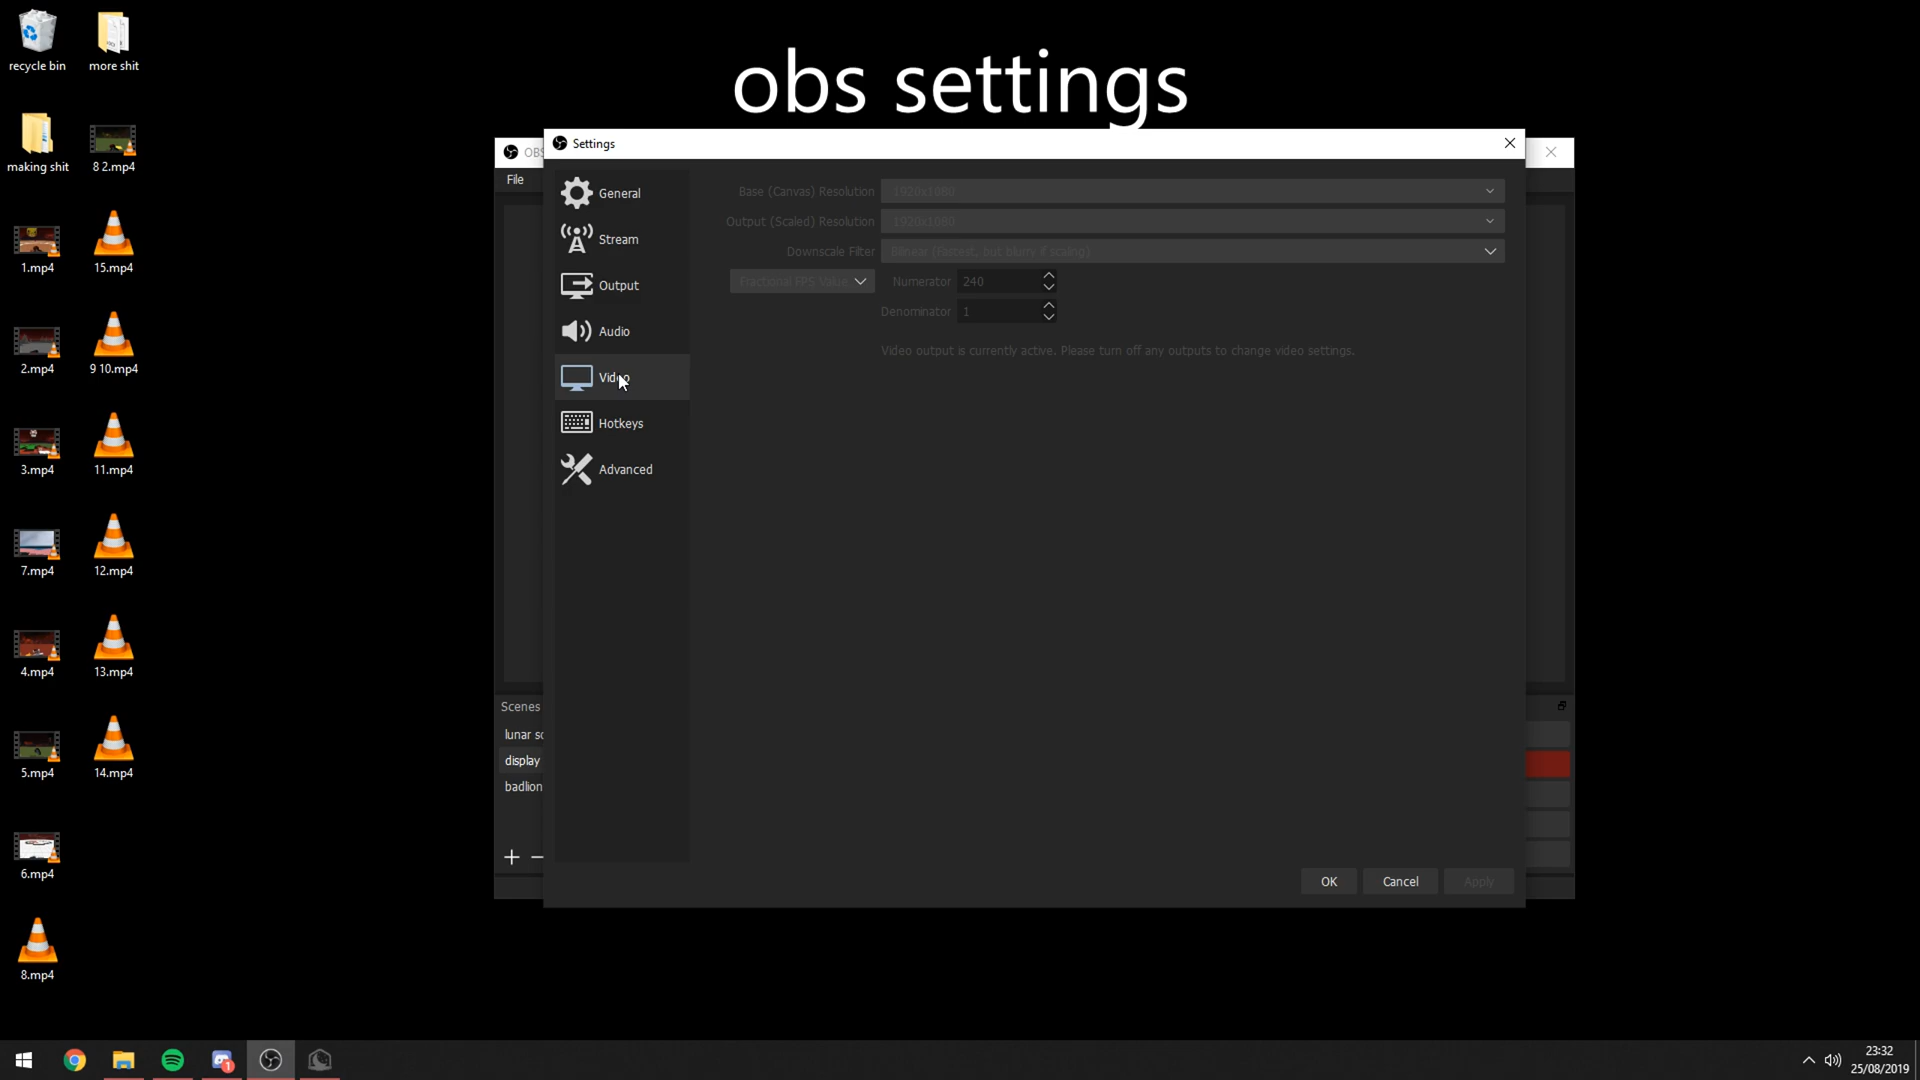 recycle bin
more shit
making shit
8 2.mp4
1.mp4
15.mp4
2.mp4
9 10.mp4
3.mp4
11.mp4
7.mp4
12.mp4
4.mp4
13.mp4
5.mp4
14.mp4
6.mp4
8.mp4
obs settings
OBS
File
Settings
General
Stream
Output
Audio
Video
Hotkeys
Advanced
Base (Canvas) Resolution 1920x1080
Output (Scaled) Resolution 1920x1080
Downscale Filter Bilinear (Fastest, but blurry if scaling)
Fractional FPS Value Numerator 240
Denominator 1
Video output is currently active. Please turn off any outputs to change video settings.
Scenes
lunar
display
badlion
OK Cancel Apply
1
23:32
25/08/2019